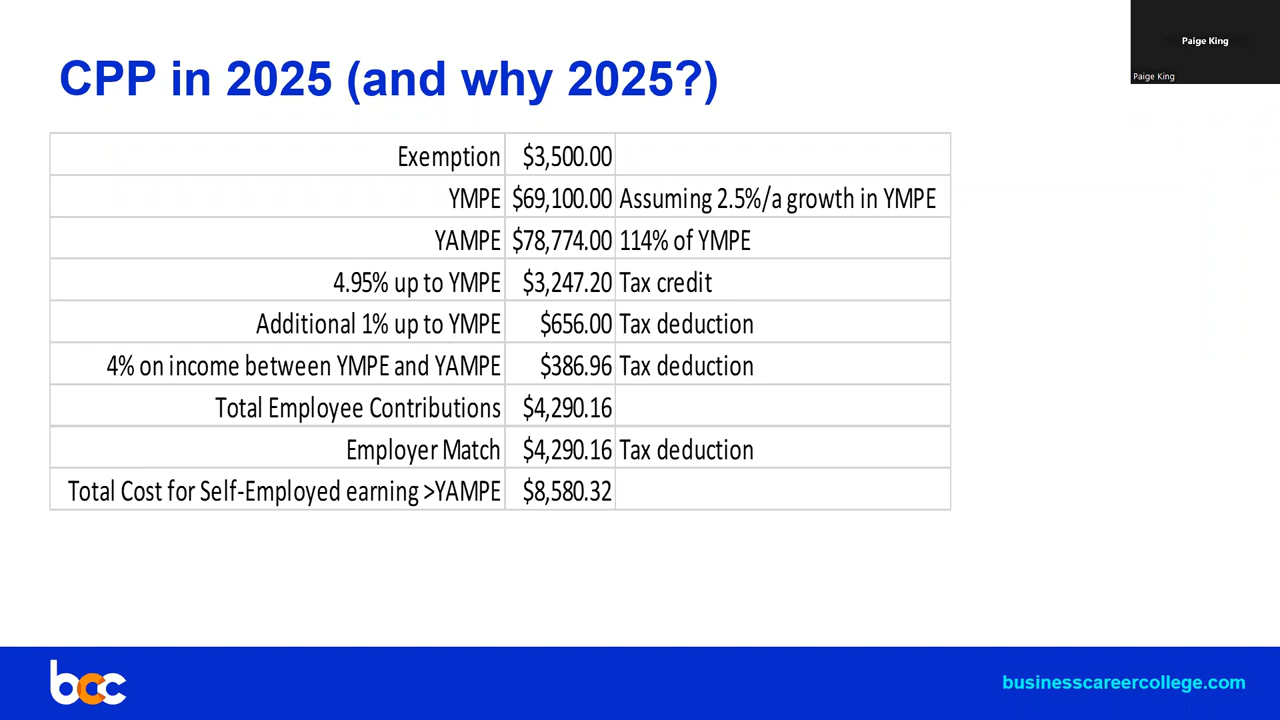 Paige King
Paige King
CPP in 2025 (and why 2025?)
Exemption $3,500.00
YMPE $69,100.00 Assuming 2.5%/a growth in YMPE
YAMPE $78,774.00 114% of YMPE
4.95% up to YMPE $3,247.20 Tax credit
Additional 1% up to YMPE $656.00 Tax deduction
4% on income between YMPE and YAMPE $386.96 Tax deduction
Total Employee Contributions $4,290.16
Employer Match $4,290.16 Tax deduction
Total Cost for Self-Employed earning >YAMPE $8,580.32
bcc
businesscareercollege.com